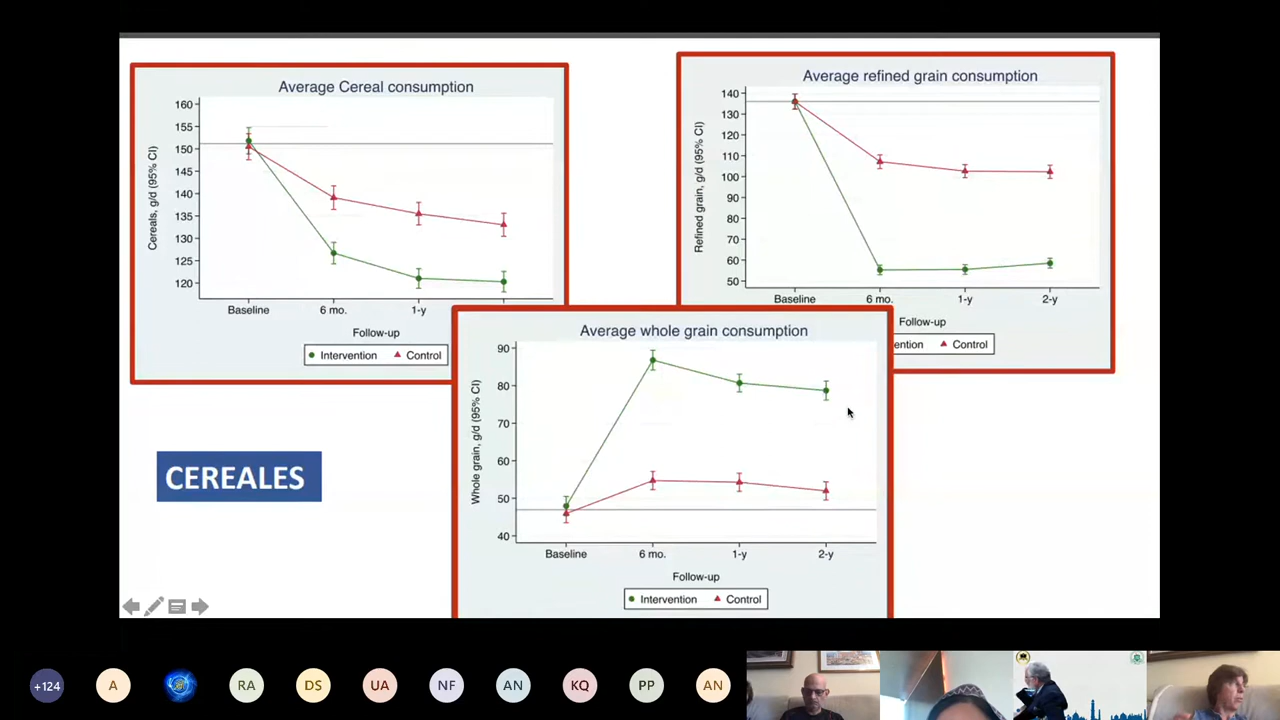 Average Cereal consumption
160
155
150
145
140
135
130
125
120
Cereals, g/d (95% CI)
Baseline
6 mo.
1-y
Follow-up
Intervention
Control
Average refined grain consumption
140
130
120
110
100
90
80
70
60
50
Refined grain, g/d (95% CI)
Baseline
6 mo.
1-y
2-y
Follow-up
ention
Control
Average whole grain consumption
90
80
70
60
50
40
Whole grain, g/d (95% CI)
Baseline
6 mo.
1-y
2-y
Follow-up
Intervention
Control
CEREALES
+124
A
RA
DS
UA
NF
AN
KQ
PP
AN